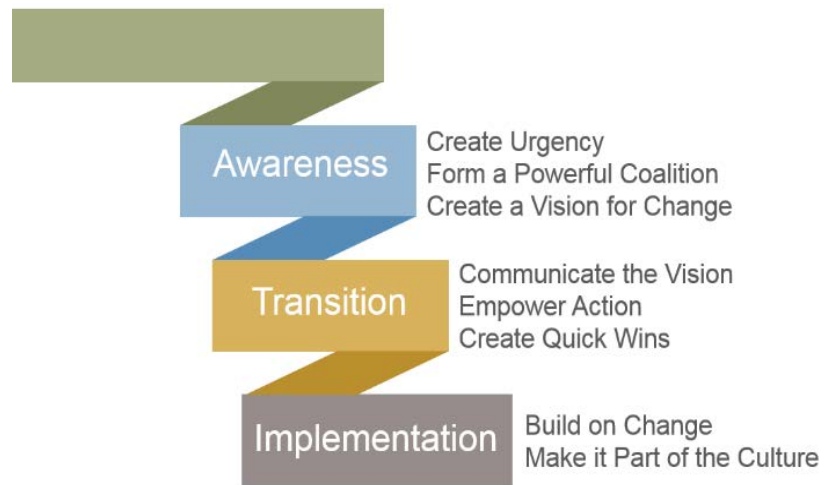 Awareness
Create Urgency
Form a Powerful Coalition
Create a Vision for Change
Transition
Communicate the Vision
Empower Action
Create Quick Wins
Implementation
Build on Change
Make it Part of the Culture